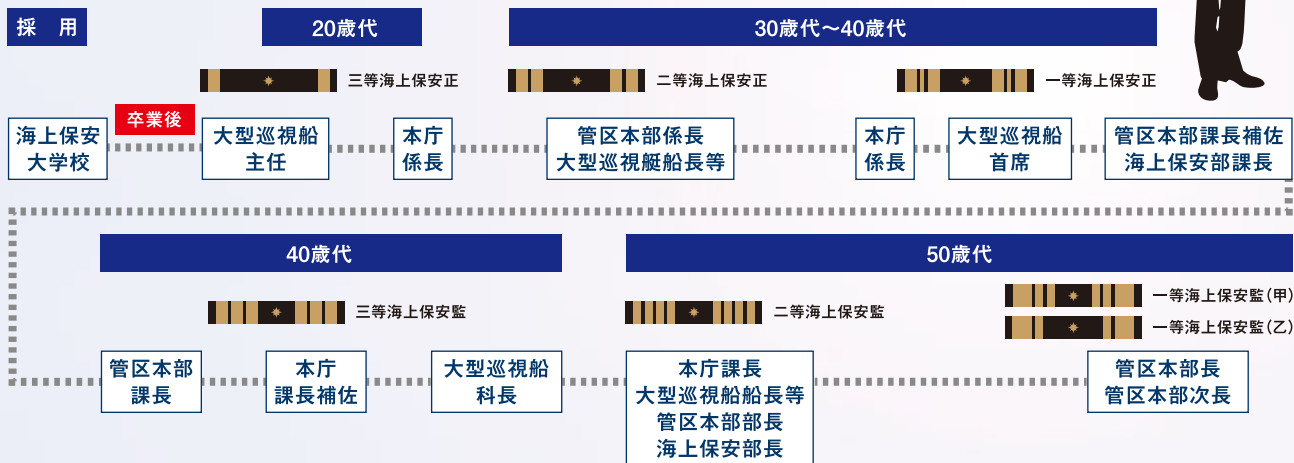 採　用
20歳代
30歳代～40歳代
三等海上保安正
二等海上保安正
一等海上保安正
海上保安
大学校
卒業後
大型巡視船
主任
本庁
係長
管区本部係長
大型巡視艇船長等
本庁
係長
大型巡視船
首席
管区本部課長補佐
海上保安部課長
40歳代
50歳代
三等海上保安監
二等海上保安監
一等海上保安監（甲）
一等海上保安監（乙）
管区本部
課長
本庁
課長補佐
大型巡視船
科長
本庁課長
大型巡視船船長等
管区本部部長
海上保安部長
管区本部長
管区本部次長